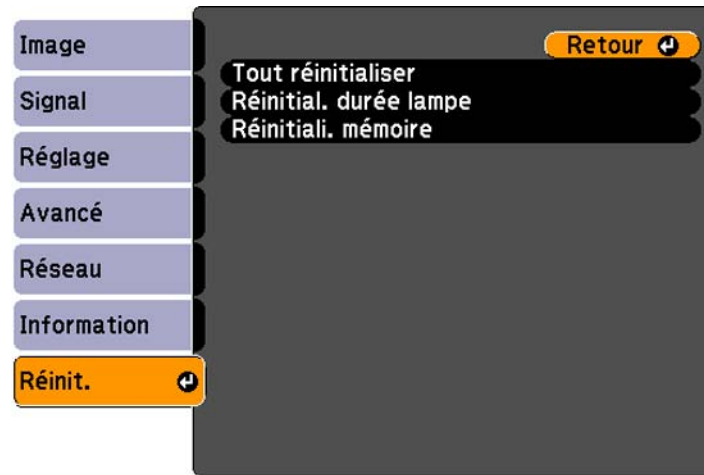 Image
Signal
Réglage
Avancé
Réseau
Information
Réinit.
Retour
Tout réinitialiser
Réinitial. durée lampe
Réinitiali. mémoire